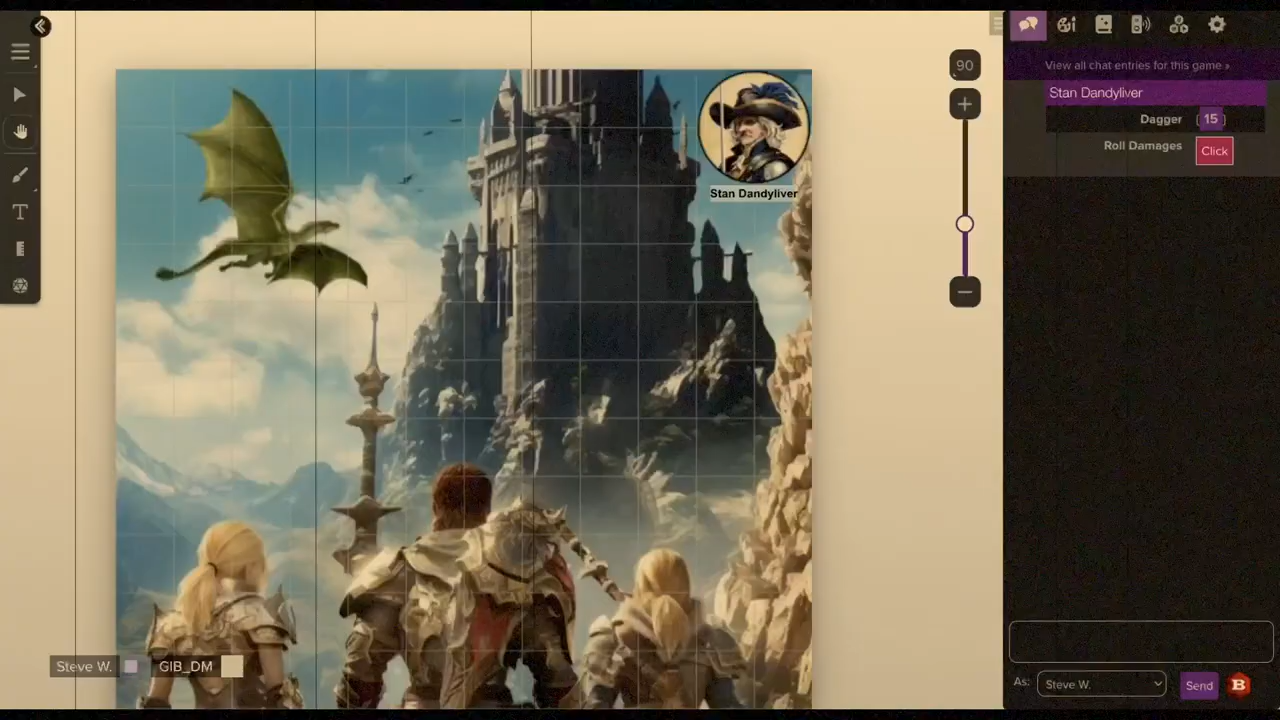 90
View all chat entries for this game »
Stan Dandyliver
Dagger 15
Roll Damages Click
Stan Dandyliver
Steve W. GIB_DM
As: Steve W. Send B